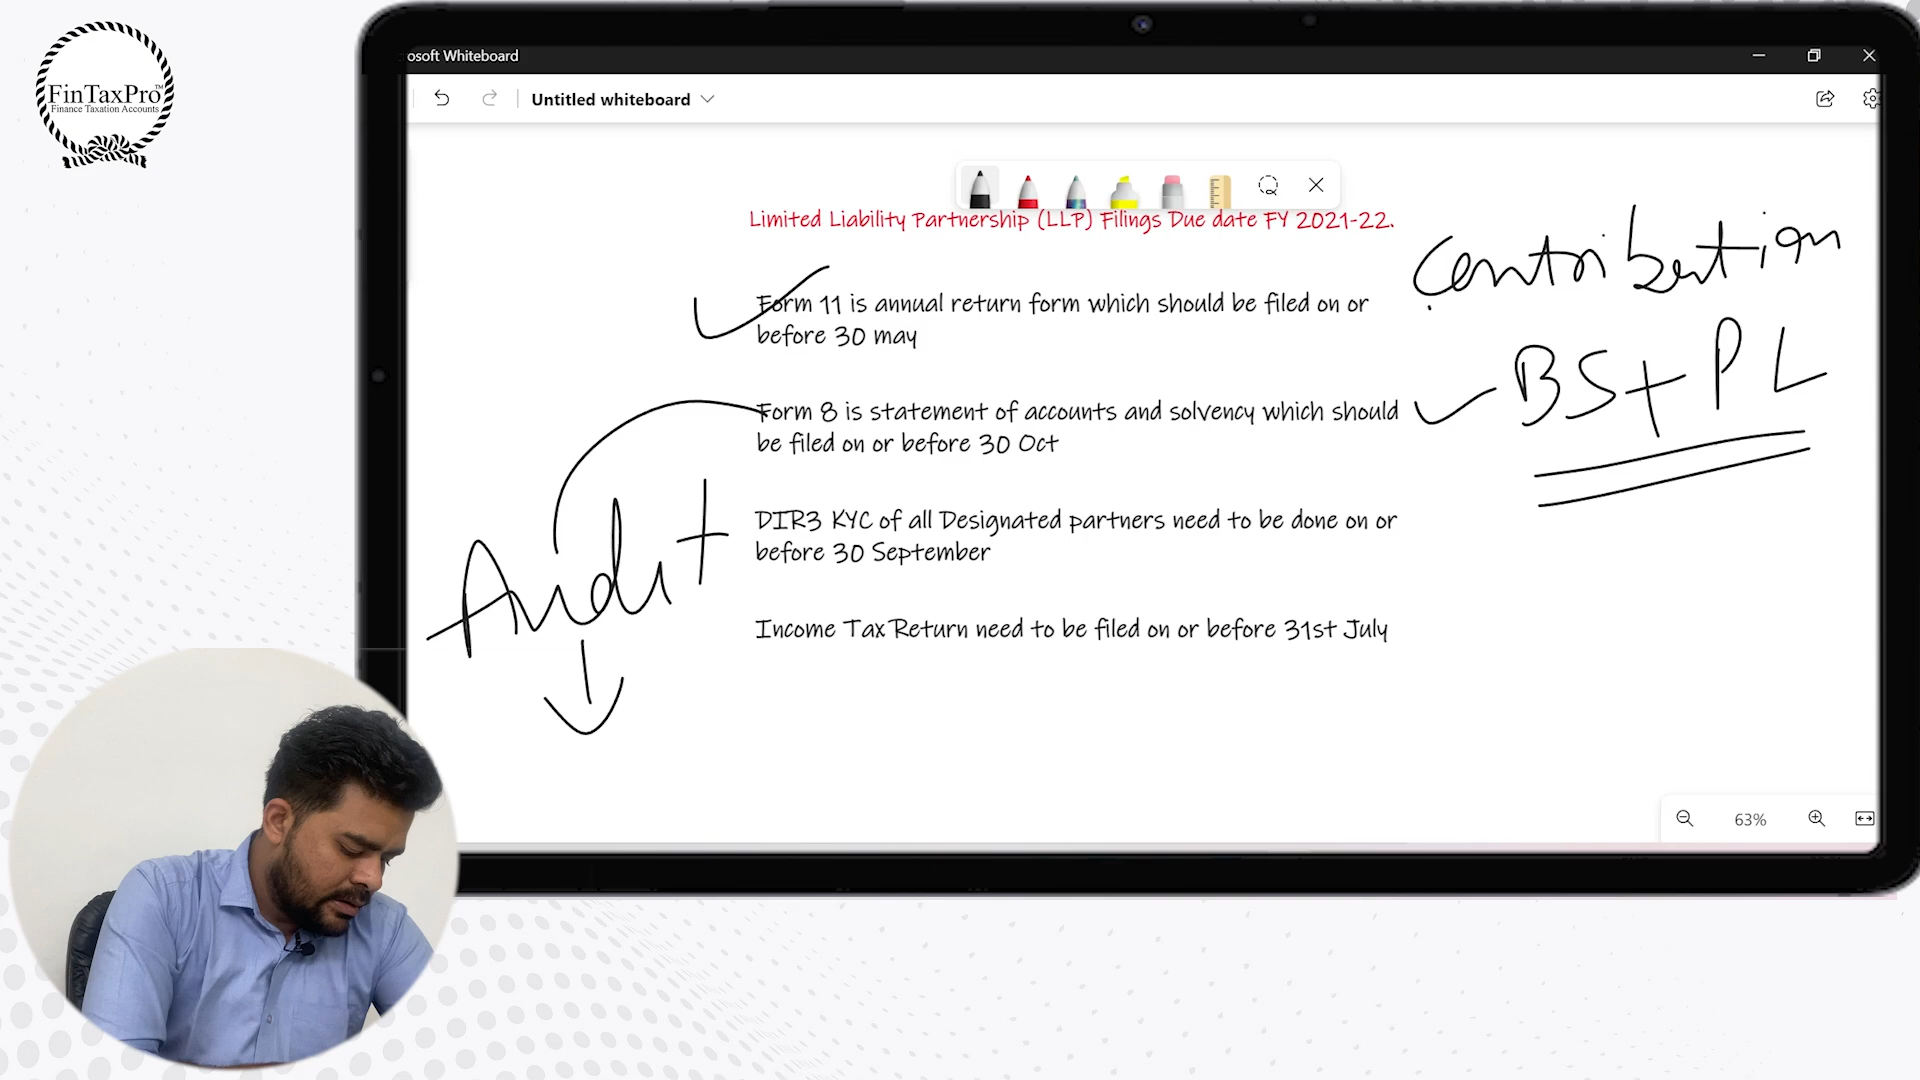 FinTaxPro™
Finance Taxation Accounts
osoft Whiteboard
Untitled whiteboard
Limited Liability Partnership (LLP) Filings Due date FY 2021-22.
Contribution
Form 11 is annual return form which should be filed on or
before 30 may
BS+PL
Form 8 is statement of accounts and solvency which should
be filed on or before 30 Oct
Audit
DIR3 KYC of all Designated partners need to be done on or
before 30 September
Income Tax Return need to be filed on or before 31st July
63%